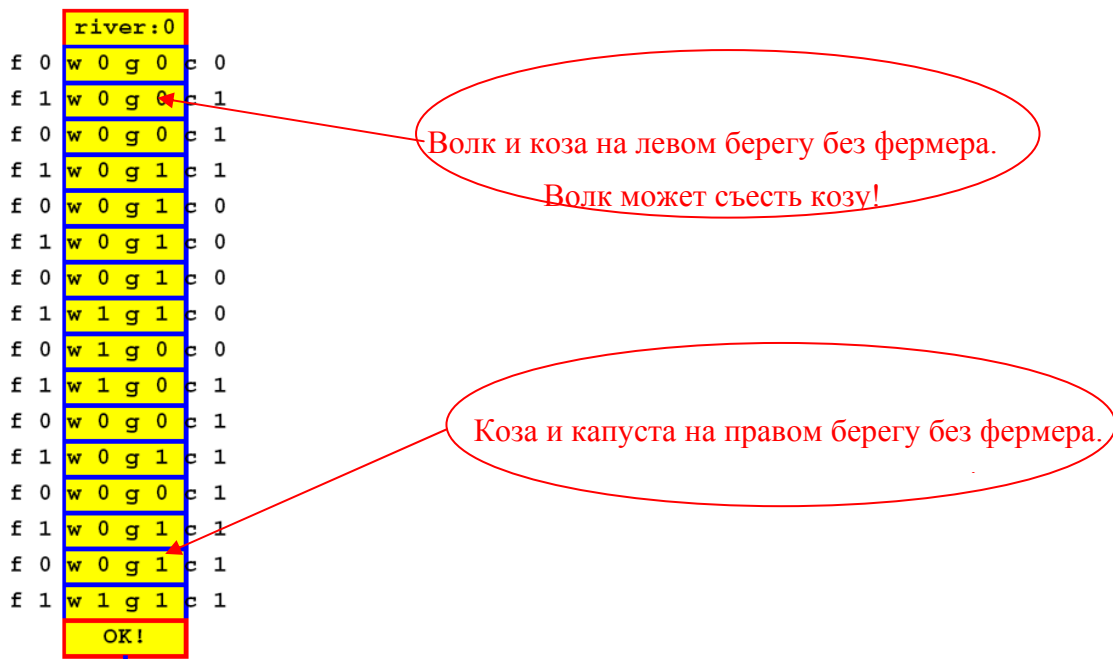 river:0
f 0 w 0 g 0 c 0
f 1 w 0 g 0 c 1
f 0 w 0 g 0 c 1
f 1 w 0 g 1 c 1
f 0 w 0 g 1 c 0
f 1 w 0 g 1 c 0
f 0 w 0 g 1 c 0
f 1 w 1 g 1 c 0
f 0 w 1 g 0 c 0
f 1 w 1 g 0 c 1
f 0 w 0 g 0 c 1
f 1 w 0 g 1 c 1
f 0 w 0 g 0 c 1
f 1 w 0 g 1 c 1
f 0 w 0 g 1 c 1
f 1 w 1 g 1 c 1
OK!
Волк и коза на левом берегу без фермера.
Волк может съесть козу!
Коза и капуста на правом берегу без фермера.